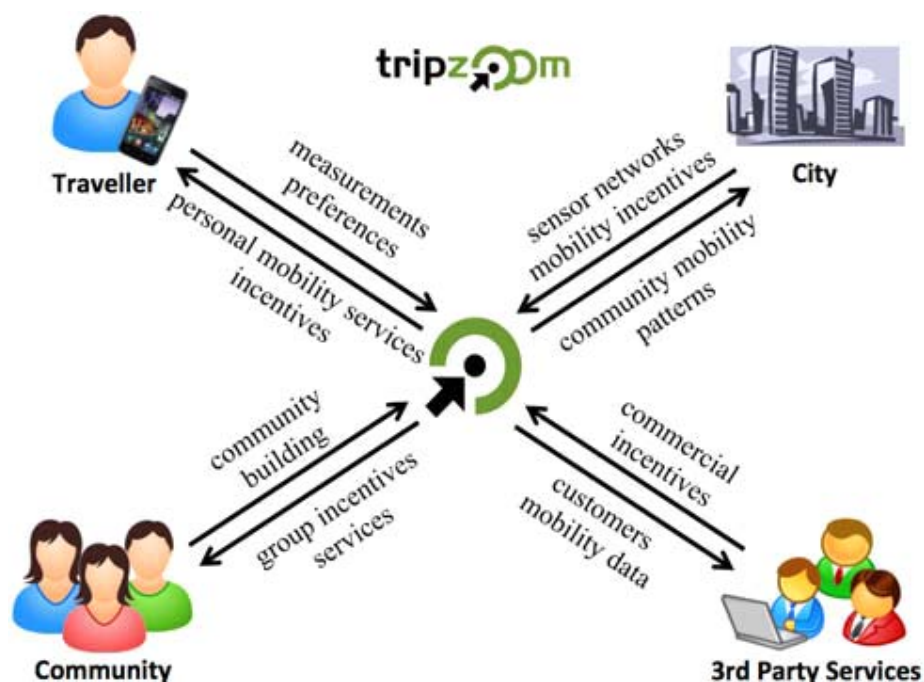 tripzoom
Traveller
City
measurements
preferences
personal mobility services
incentives
sensor networks
mobility incentives
community mobility
patterns
community
building
group incentives
services
commercial
incentives
customers
mobility data
Community
3rd Party Services